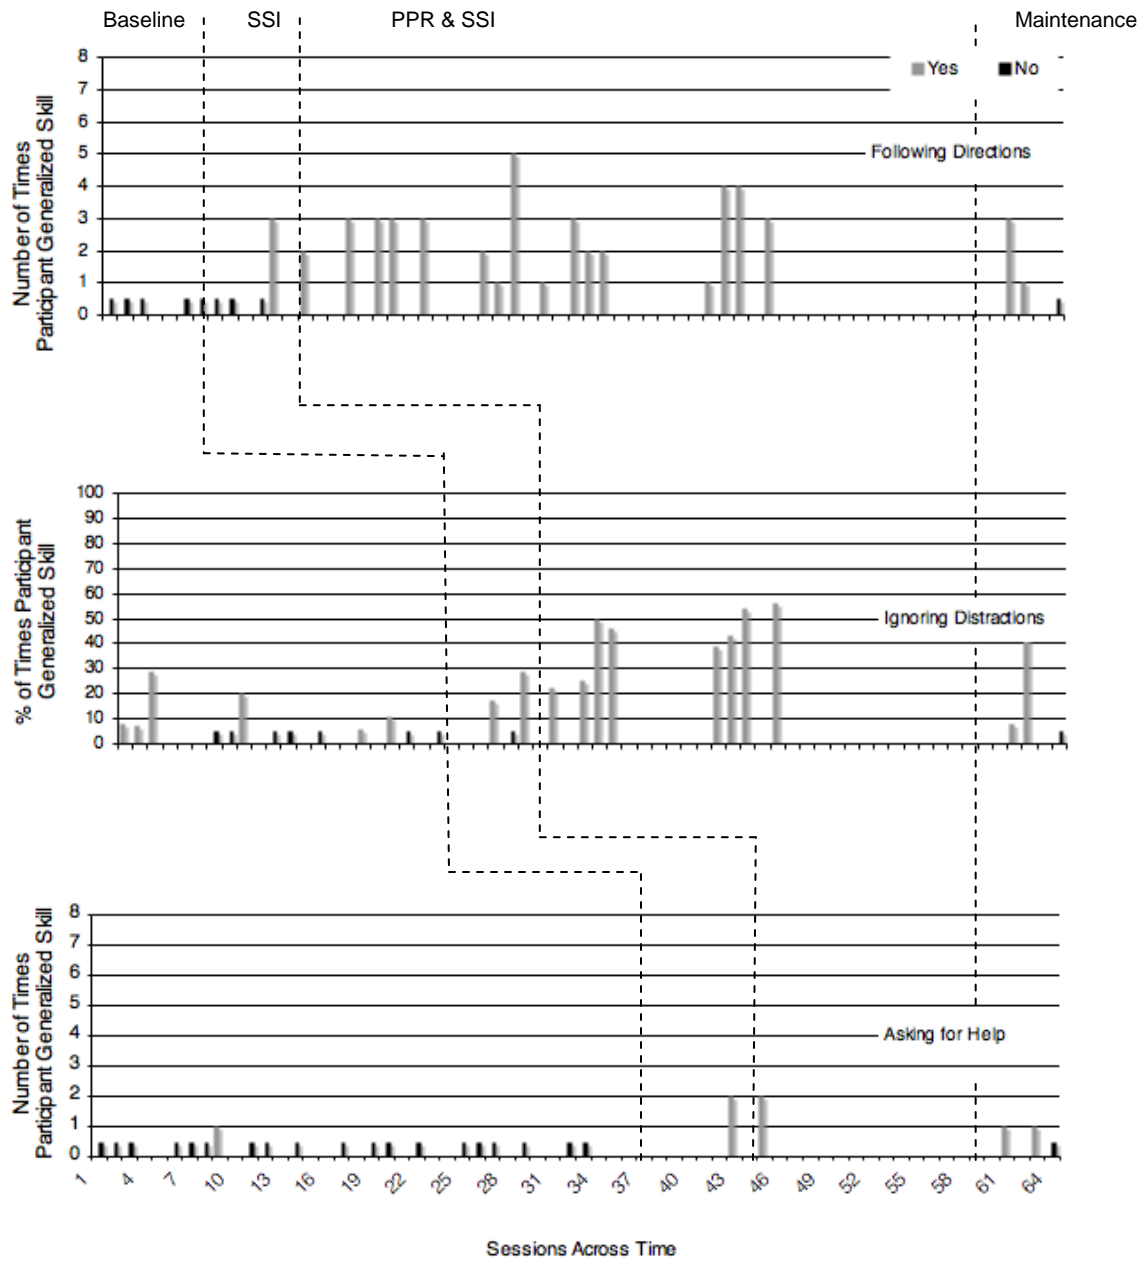 Baseline SSI PPR & SSI Maintenance
Number of Times
Participant Generalized Skill
8
7
6
5
4
3
2
1
0
Yes No
Following Directions
% of Times Participant
Generalized Skill
100
90
80
70
60
50
40
30
20
10
0
Ignoring Distractions
Number of Times
Participant Generalized Skill
8
7
6
5
4
3
2
1
0
Asking for Help
1 4 7 10 13 16 19 22 25 28 31 34 37 40 43 46 49 52 55 58 61 64
Sessions Across Time